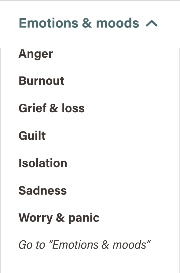 Emotions & moods
Anger
Burnout
Grief & loss
Guilt
Isolation
Sadness
Worry & panic
Go to "Emotions & moods"